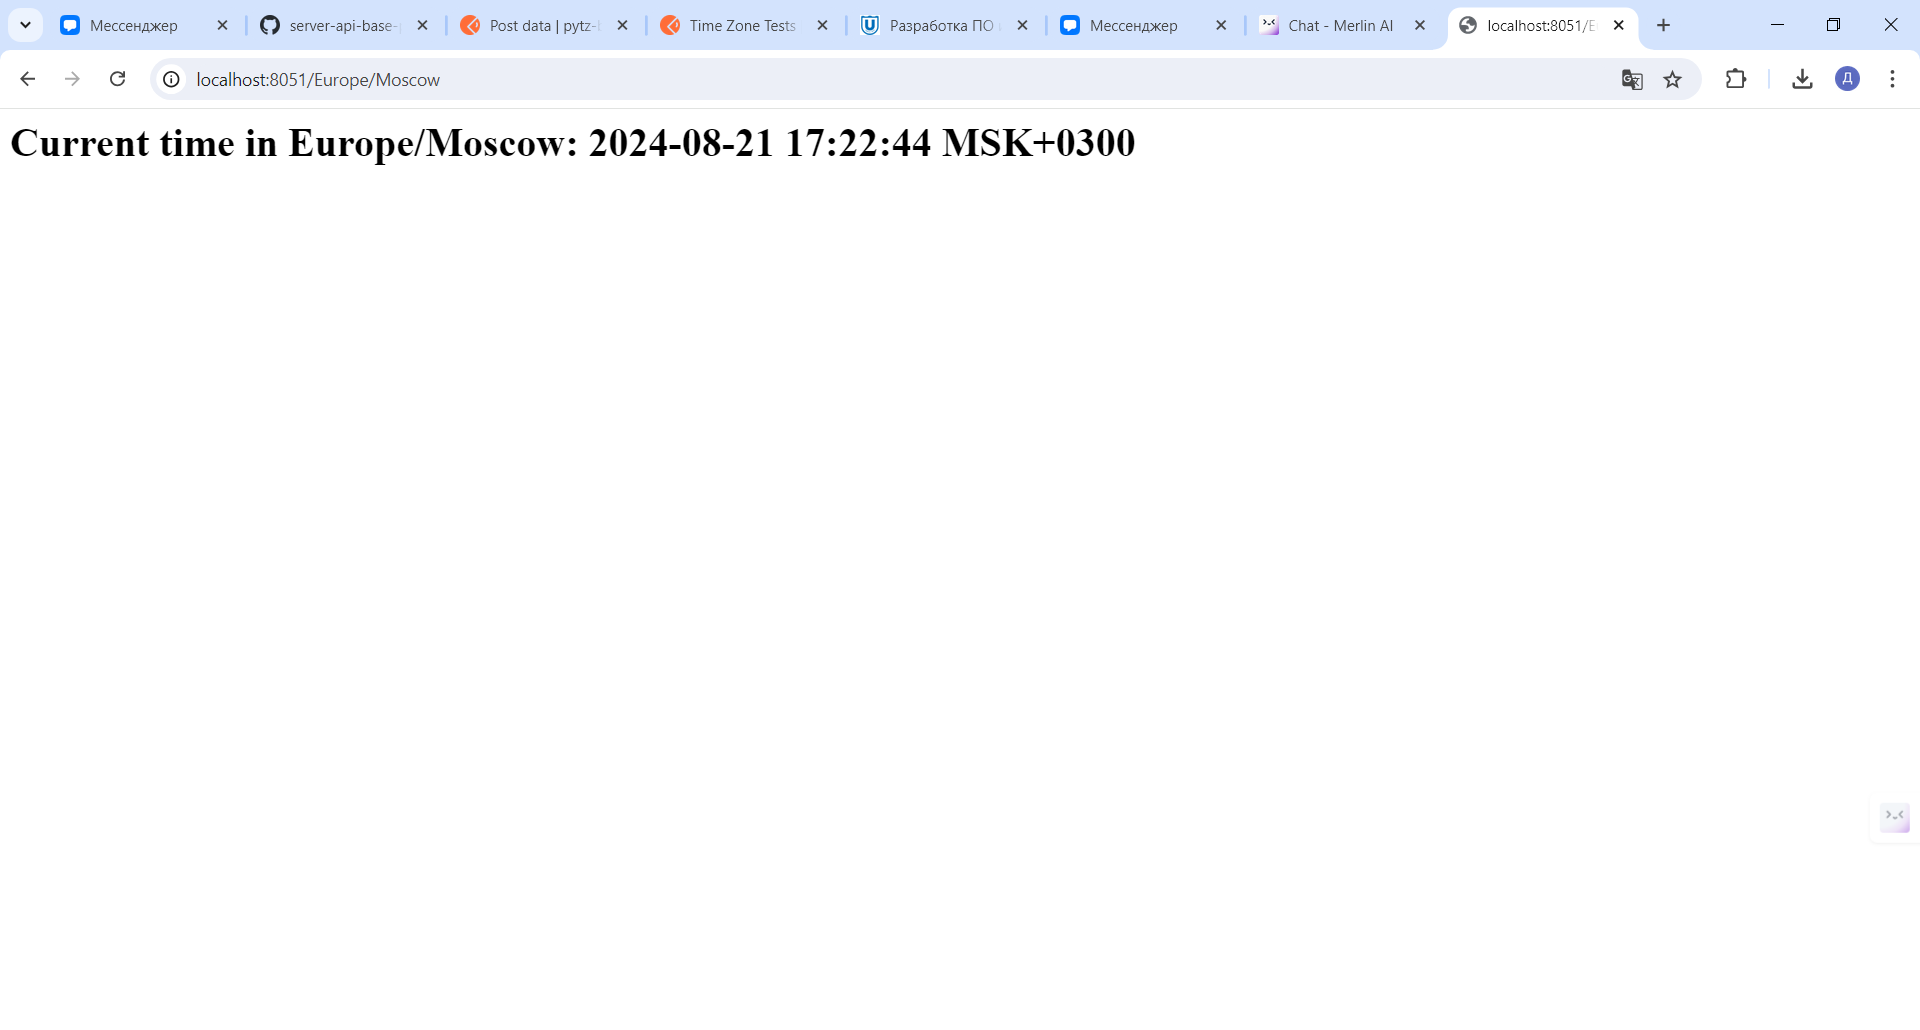 Мессенджер
server-api-base-
Post data | pytz-
Time Zone Tests
Разработка ПО
Мессенджер
Chat - Merlin AI
localhost:8051/E
localhost:8051/Europe/Moscow
Д
Current time in Europe/Moscow: 2024-08-21 17:22:44 MSK+0300